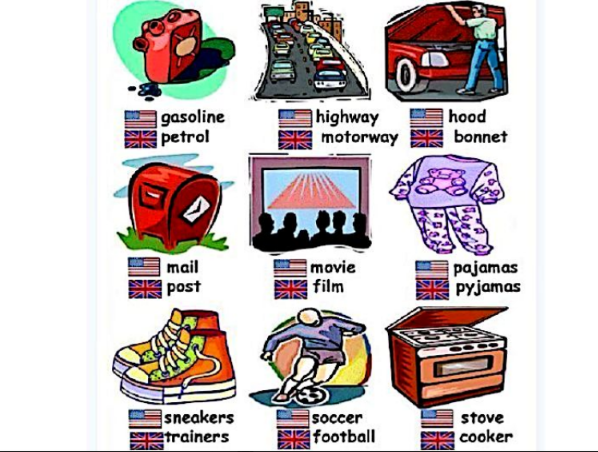 gasoline
petrol
highway
motorway
hood
bonnet
mail
post
movie
film
pajamas
pyjamas
sneakers
trainers
soccer
football
stove
cooker